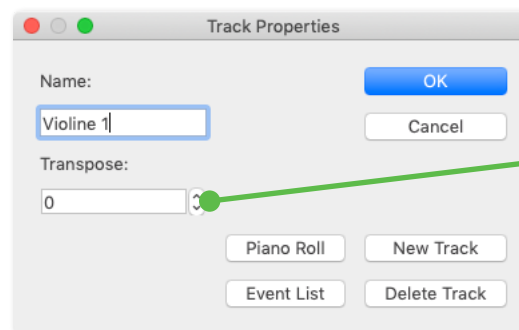 Track Properties
Name:
OK
Violine 1
Cancel
Transpose:
0
Piano Roll
New Track
Event List
Delete Track